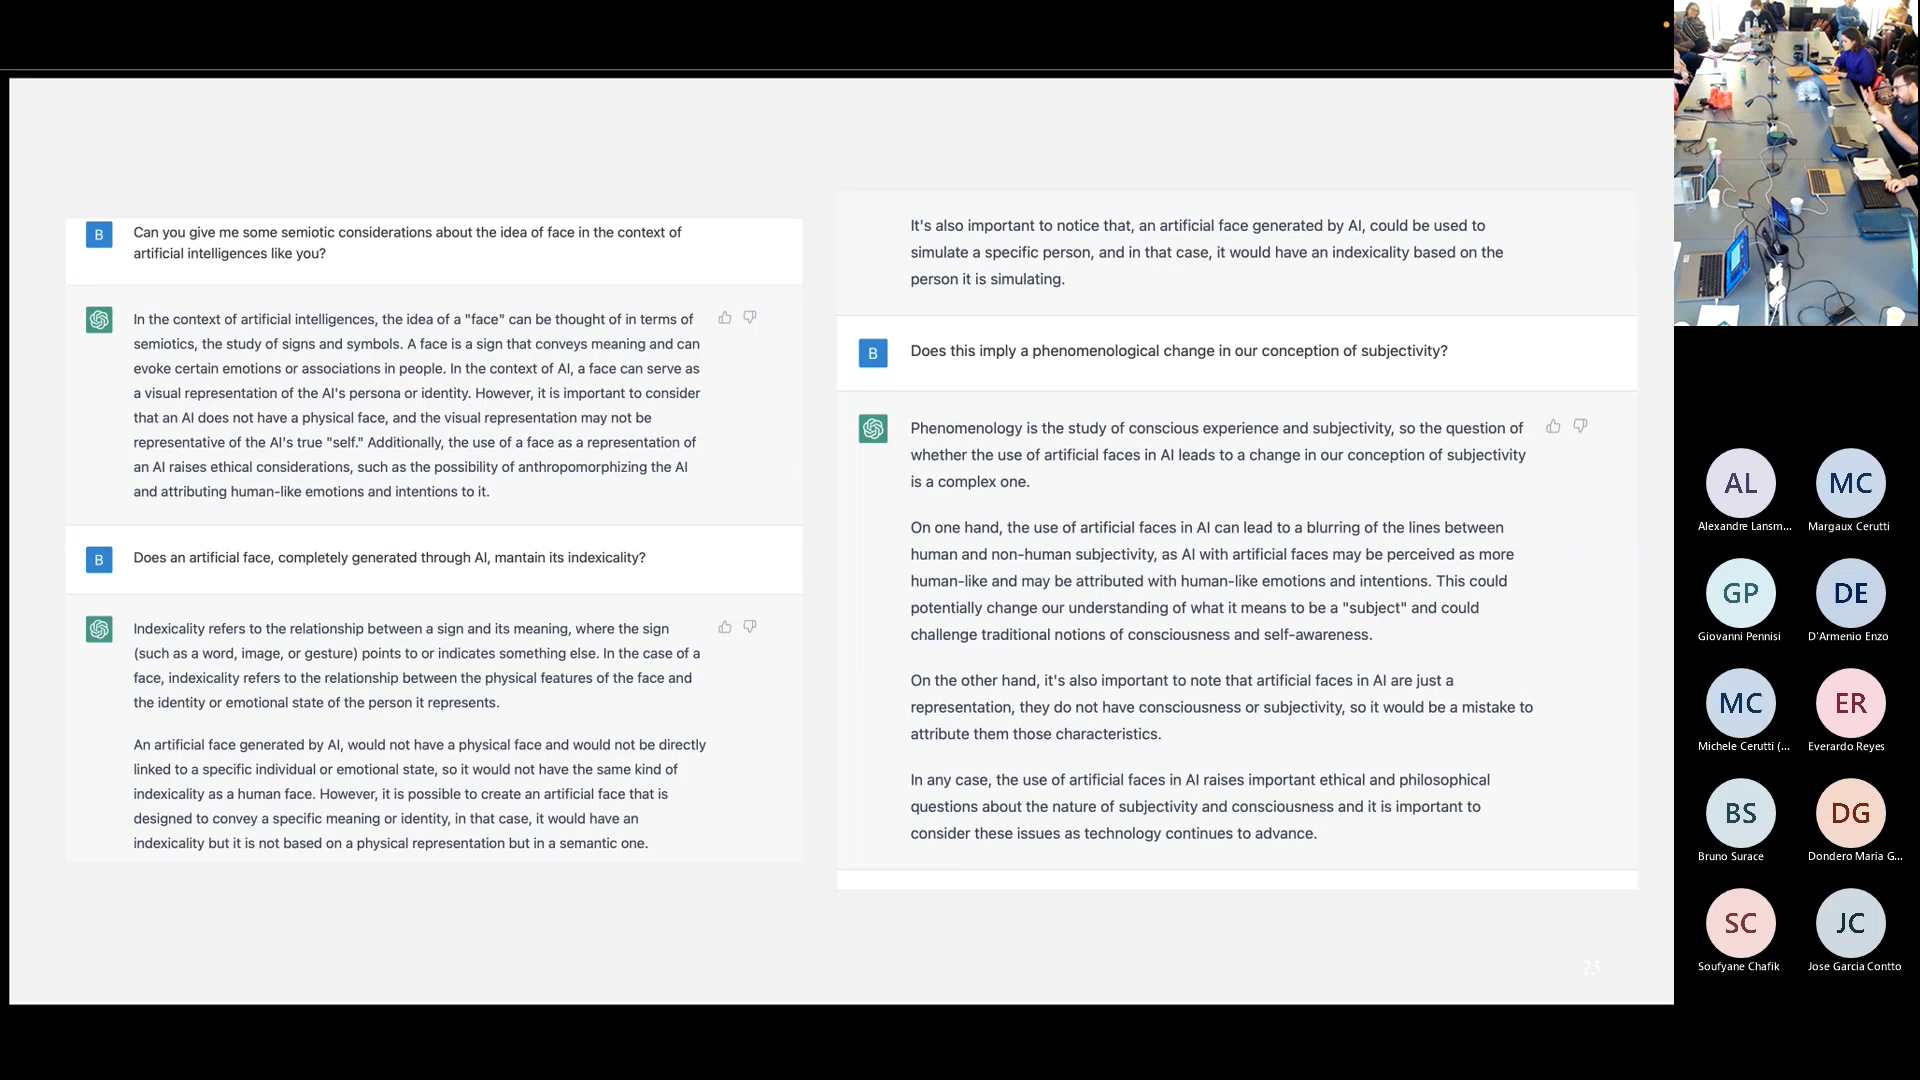 B
Can you give me some semiotic considerations about the idea of face in the context of
artificial intelligences like you?
In the context of artificial intelligences, the idea of a "face" can be thought of in terms of
semiotics, the study of signs and symbols. A face is a sign that conveys meaning and can
evoke certain emotions or associations in people. In the context of AI, a face can serve as
a visual representation of the AI's persona or identity. However, it is important to consider
that an AI does not have a physical face, and the visual representation may not be
representative of the AI's true "self." Additionally, the use of a face as a representation of
an AI raises ethical considerations, such as the possibility of anthropomorphizing the AI
and attributing human-like emotions and intentions to it.
B
Does an artificial face, completely generated through AI, mantain its indexicality?
Indexicality refers to the relationship between a sign and its meaning, where the sign
(such as a word, image, or gesture) points to or indicates something else. In the case of a
face, indexicality refers to the relationship between the physical features of the face and
the identity or emotional state of the person it represents.
An artificial face generated by AI, would not have a physical face and would not be directly
linked to a specific individual or emotional state, so it would not have the same kind of
indexicality as a human face. However, it is possible to create an artificial face that is
designed to convey a specific meaning or identity, in that case, it would have an
indexicality but it is not based on a physical representation but in a semantic one.
It's also important to notice that, an artificial face generated by AI, could be used to
simulate a specific person, and in that case, it would have an indexicality based on the
person it is simulating.
B
Does this imply a phenomenological change in our conception of subjectivity?
Phenomenology is the study of conscious experience and subjectivity, so the question of
whether the use of artificial faces in AI leads to a change in our conception of subjectivity
is a complex one.
On one hand, the use of artificial faces in AI can lead to a blurring of the lines between
human and non-human subjectivity, as AI with artificial faces may be perceived as more
human-like and may be attributed with human-like emotions and intentions. This could
potentially change our understanding of what it means to be a "subject" and could
challenge traditional notions of consciousness and self-awareness.
On the other hand, it's also important to note that artificial faces in AI are just a
representation, they do not have consciousness or subjectivity, so it would be a mistake to
attribute them those characteristics.
In any case, the use of artificial faces in AI raises important ethical and philosophical
questions about the nature of subjectivity and consciousness and it is important to
consider these issues as technology continues to advance.
25
AL
Alexandre Lansm...
MC
Margaux Cerutti
GP
Giovanni Pennisi
DE
D'Armenio Enzo
MC
Michele Cerutti (...
ER
Everardo Reyes
BS
Bruno Surace
DG
Dondero Maria G...
SC
Soufyane Chafik
JC
Jose Garcia Contto